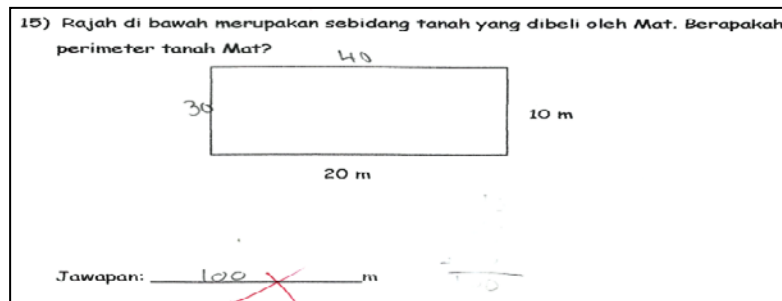 15) Rajah di bawah merupakan sebidang tanah yang dibeli oleh Mat. Berapakah
perimeter tanah Mat?
40
30
10 m
20 m
Jawapan: 100 m